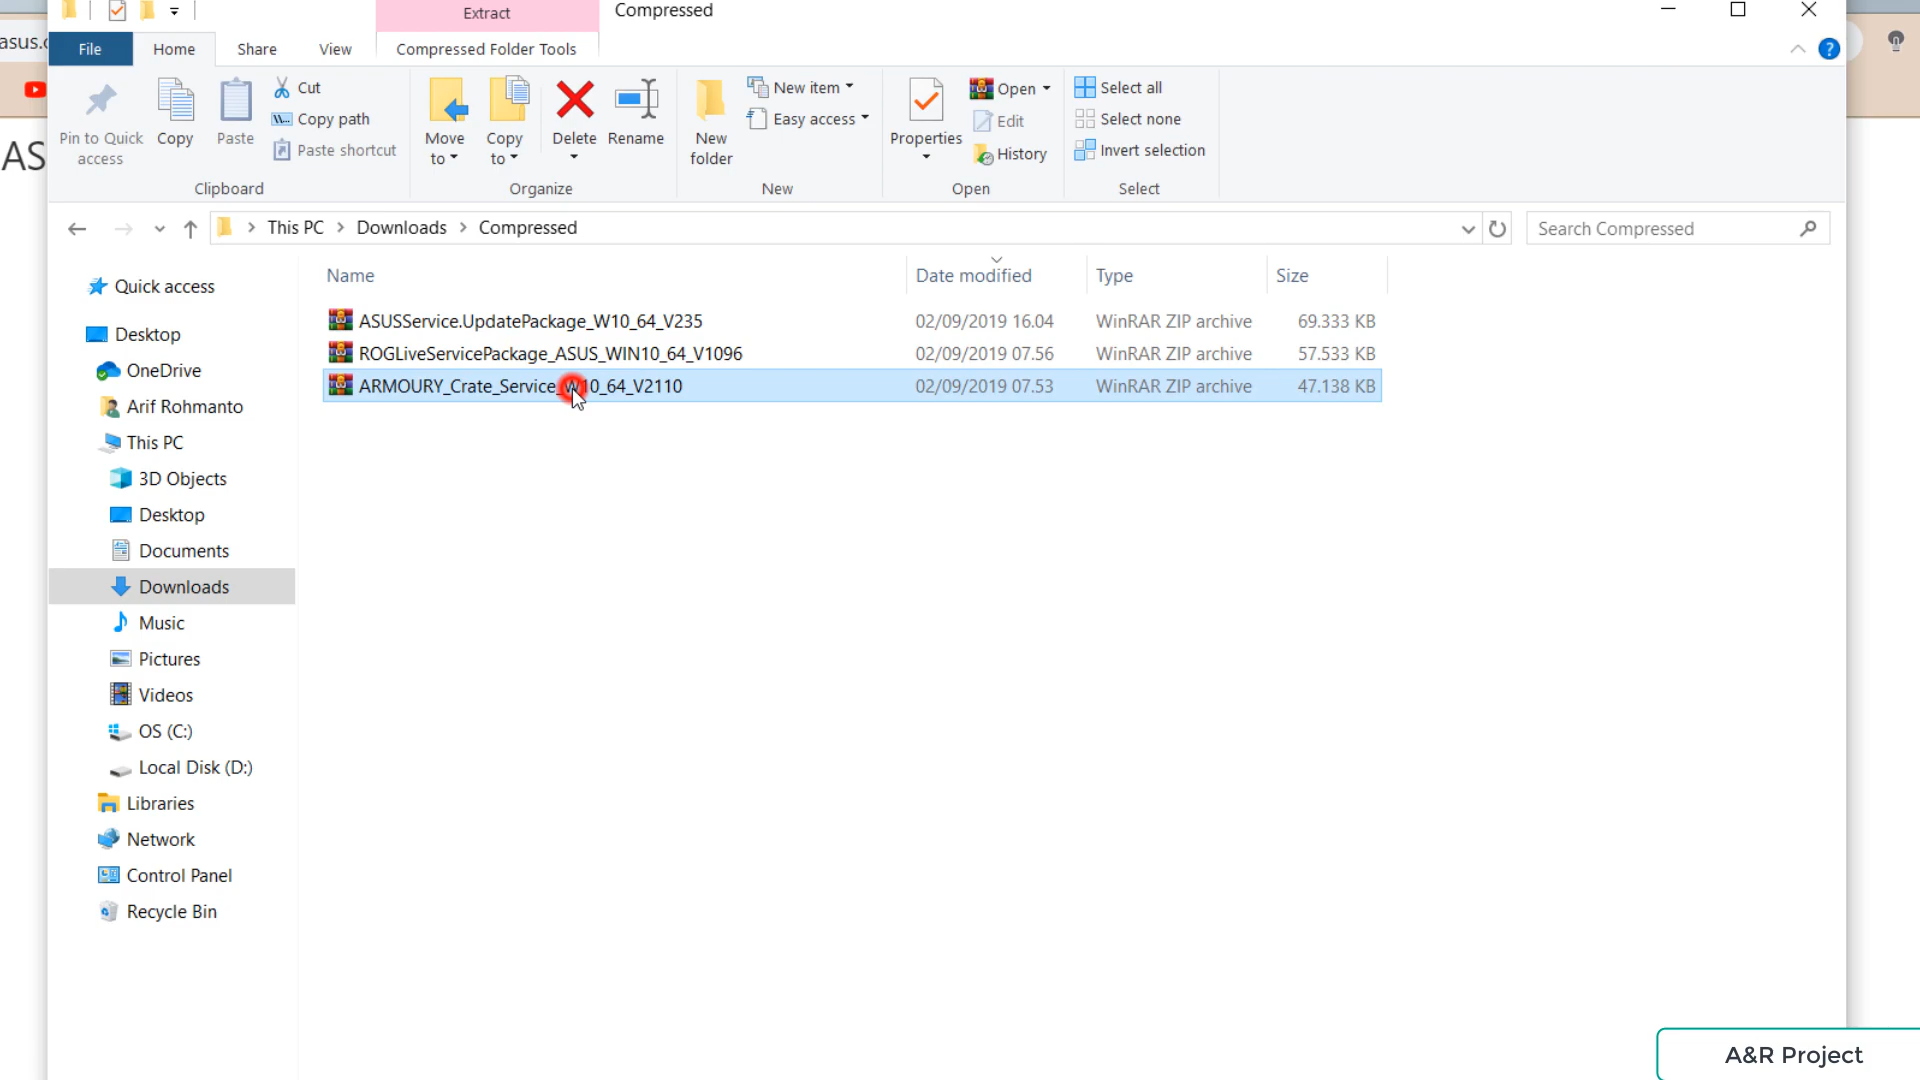 Extract
Compressed
asus.c
File
Home
Share
View
Compressed Folder Tools
Pin to Quick
access
Copy
Paste
Cut
Copy path
Paste shortcut
Clipboard
Move
to
Copy
to
Delete
Rename
Organize
New
folder
New item
Easy access
New
Properties
Open
Edit
History
Open
Select all
Select none
Invert selection
Select
AS
This PC > Downloads > Compressed
Search Compressed
Name
Date modified
Type
Size
ASUSService.UpdatePackage_W10_64_V235 02/09/2019 16.04 WinRAR ZIP archive 69.333 KB
ROGLiveServicePackage_ASUS_WIN10_64_V1096 02/09/2019 07.56 WinRAR ZIP archive 57.533 KB
ARMOURY_Crate_Service_W10_64_V2110 02/09/2019 07.53 WinRAR ZIP archive 47.138 KB
Quick access
Desktop
OneDrive
Arif Rohmanto
This PC
3D Objects
Desktop
Documents
Downloads
Music
Pictures
Videos
OS (C:)
Local Disk (D:)
Libraries
Network
Control Panel
Recycle Bin
A&R Project